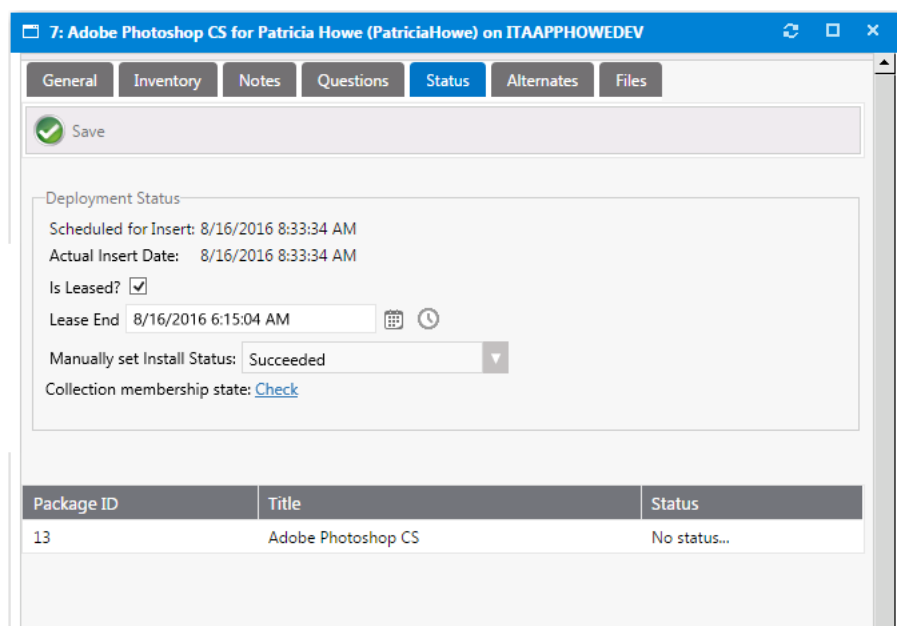 7: Adobe Photoshop CS for Patricia Howe (PatriciaHowe) on ITAAPPHOWEDEV
General Inventory Notes Questions Status Alternates Files
Save
Deployment Status
Scheduled for Insert: 8/16/2016 8:33:34 AM
Actual Insert Date: 8/16/2016 8:33:34 AM
Is Leased?
Lease End 8/16/2016 6:15:04 AM
Manually set Install Status: Succeeded
Collection membership state: Check
Package ID Title Status
13 Adobe Photoshop CS No status...